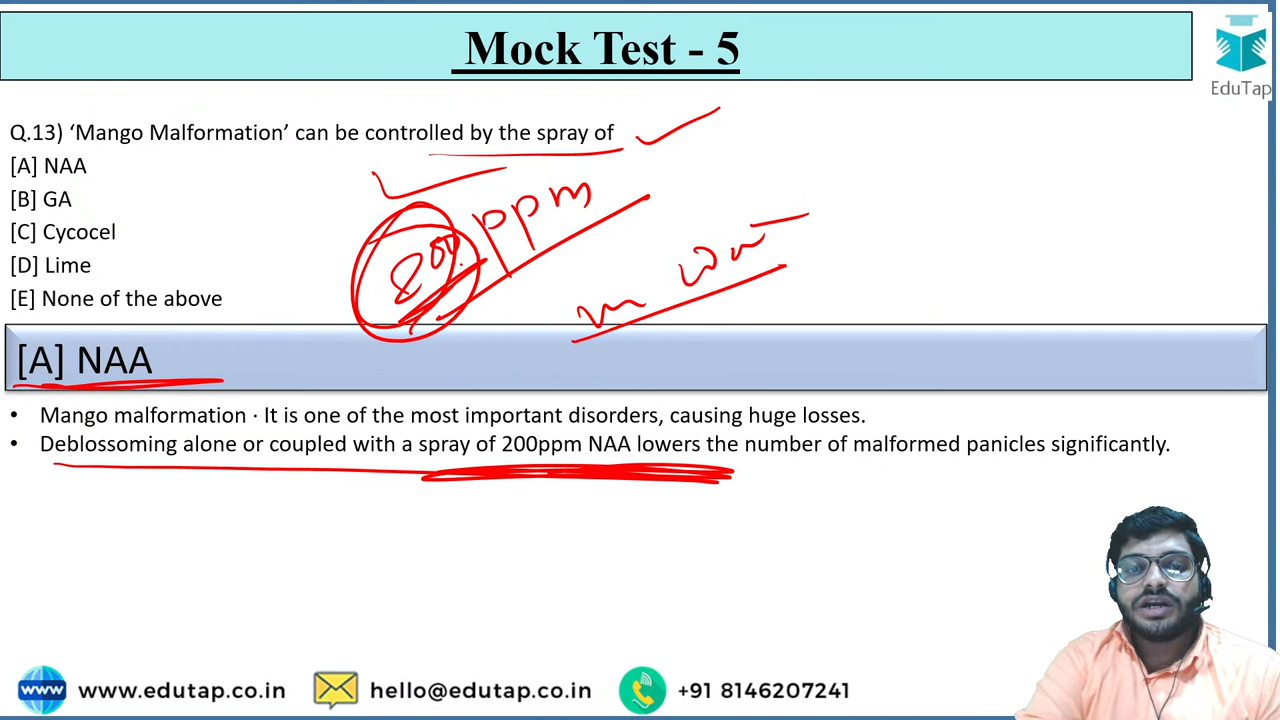 Mock Test - 5
EduTap
Q.13) ‘Mango Malformation’ can be controlled by the spray of
[A] NAA
[B] GA
[C] Cycocel
[D] Lime
[E] None of the above
ppm
[A] NAA
• Mango malformation · It is one of the most important disorders, causing huge losses.
• Deblossoming alone or coupled with a spray of 200ppm NAA lowers the number of malformed panicles significantly.
www www.edutap.co.in hello@edutap.co.in +91 8146207241